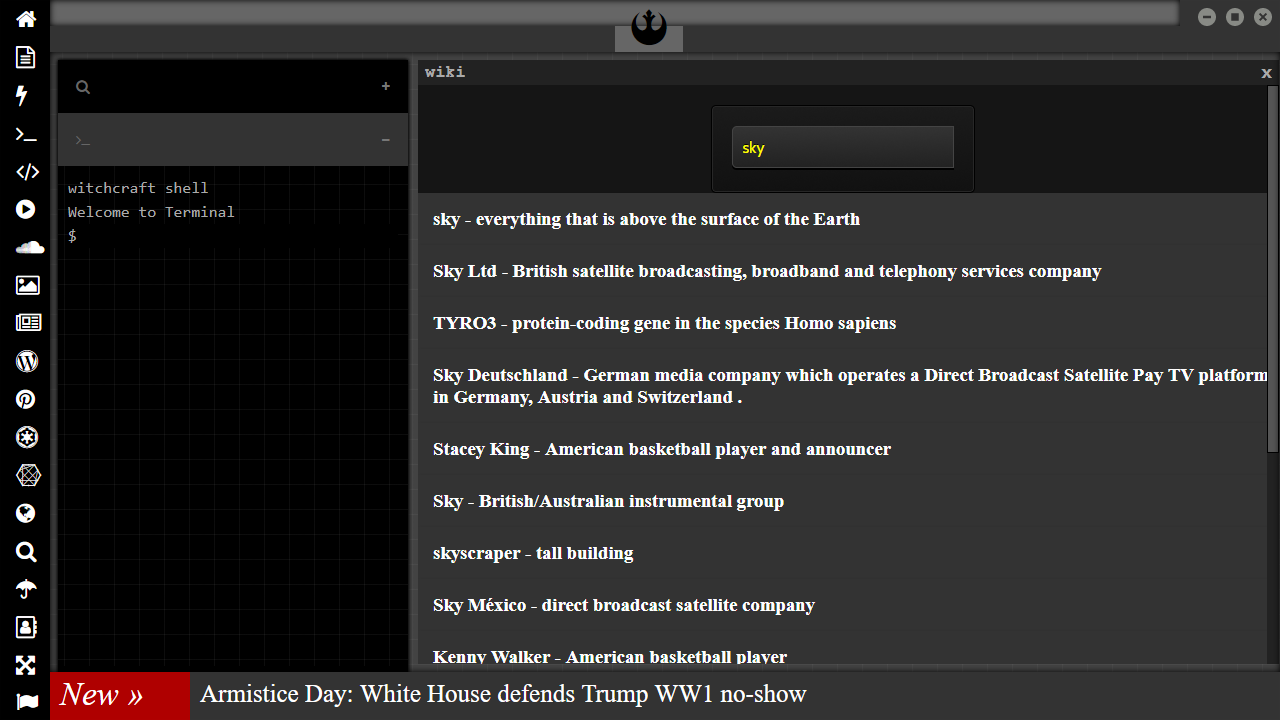 wiki
x
+
>_
−
sky
witchcraft shell
Welcome to Terminal
$
sky - everything that is above the surface of the Earth
Sky Ltd - British satellite broadcasting, broadband and telephony services company
TYRO3 - protein-coding gene in the species Homo sapiens
Sky Deutschland - German media company which operates a Direct Broadcast Satellite Pay TV platform
in Germany, Austria and Switzerland .
Stacey King - American basketball player and announcer
Sky - British/Australian instrumental group
skyscraper - tall building
Sky México - direct broadcast satellite company
Kenny Walker - American basketball player
New » Armistice Day: White House defends Trump WW1 no-show